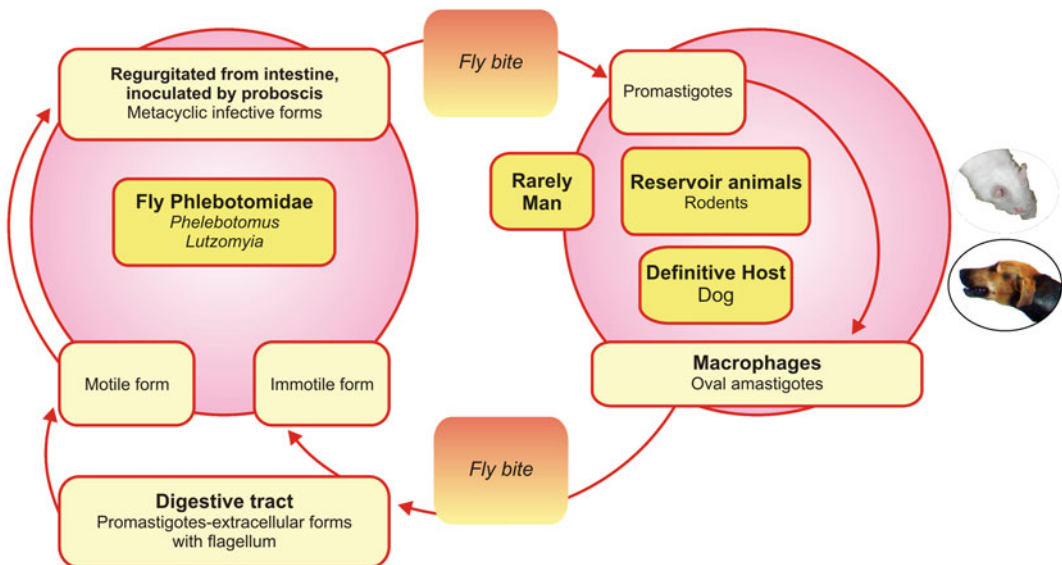 Regurgitated from intestine,
inoculated by proboscis
Metacyclic infective forms
Fly bite
Promastigotes
Fly Phlebotomidae
Phelebotomus
Lutzomyia
Rarely
Man
Reservoir animals
Rodents
Definitive Host
Dog
Motile form
Immotile form
Macrophages
Oval amastigotes
Fly bite
Digestive tract
Promastigotes-extracellular forms
with flagellum